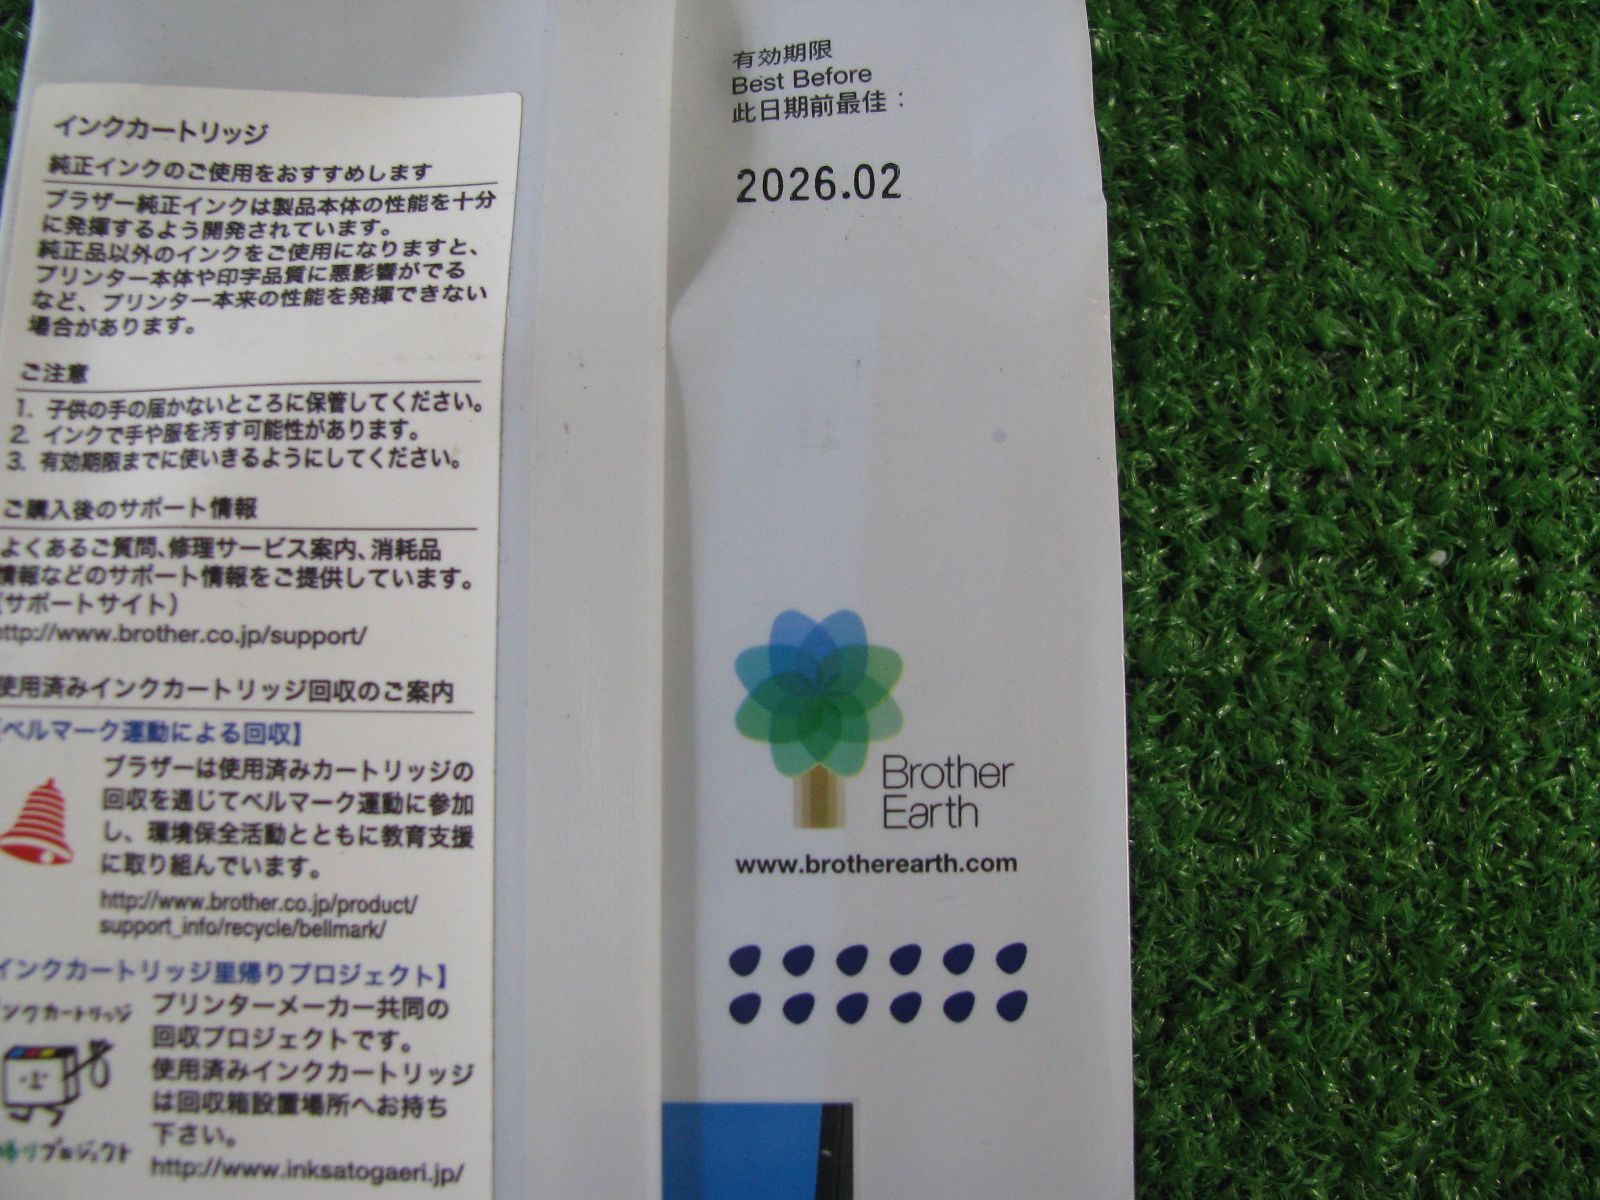 インクカートリッジ
純正インクのご使用をおすすめします
ブラザー純正インクは製品本体の性能を十分
に発揮するよう開発されています。
純正品以外のインクをご使用になりますと、
プリンター本体や印字品質に悪影響がでる
など、プリンター本来の性能を発揮できない
場合があります。
ご注意
1. 子供の手の届かないところに保管してください。
2. インクで手や服を汚す可能性があります。
3. 有効期限までに使いきるようにしてください。
ご購入後のサポート情報
よくあるご質問、修理サービス案内、消耗品
情報などのサポート情報をご提供しています。
(サポートサイト)
http://www.brother.co.jp/support/
使用済みインクカートリッジ回収のご案内
【ベルマーク運動による回収】
ブラザーは使用済みカートリッジの
回収を通じてベルマーク運動に参加
し、環境保全活動とともに教育支援
に取り組んでいます。
http://www.brother.co.jp/product/
support_info/recycle/bellmark/
インクカートリッジ里帰りプロジェクト】
インクカートリッジ
帰りプロジェクト
プリンターメーカー共同の
回収プロジェクトです。
使用済みインクカートリッジ
は回収箱設置場所へお持ち
下さい。
http://www.inksatogaeri.jp/
有効期限
Best Before
此日期前最佳：
2026.02
Brother
Earth
www.brotherearth.com